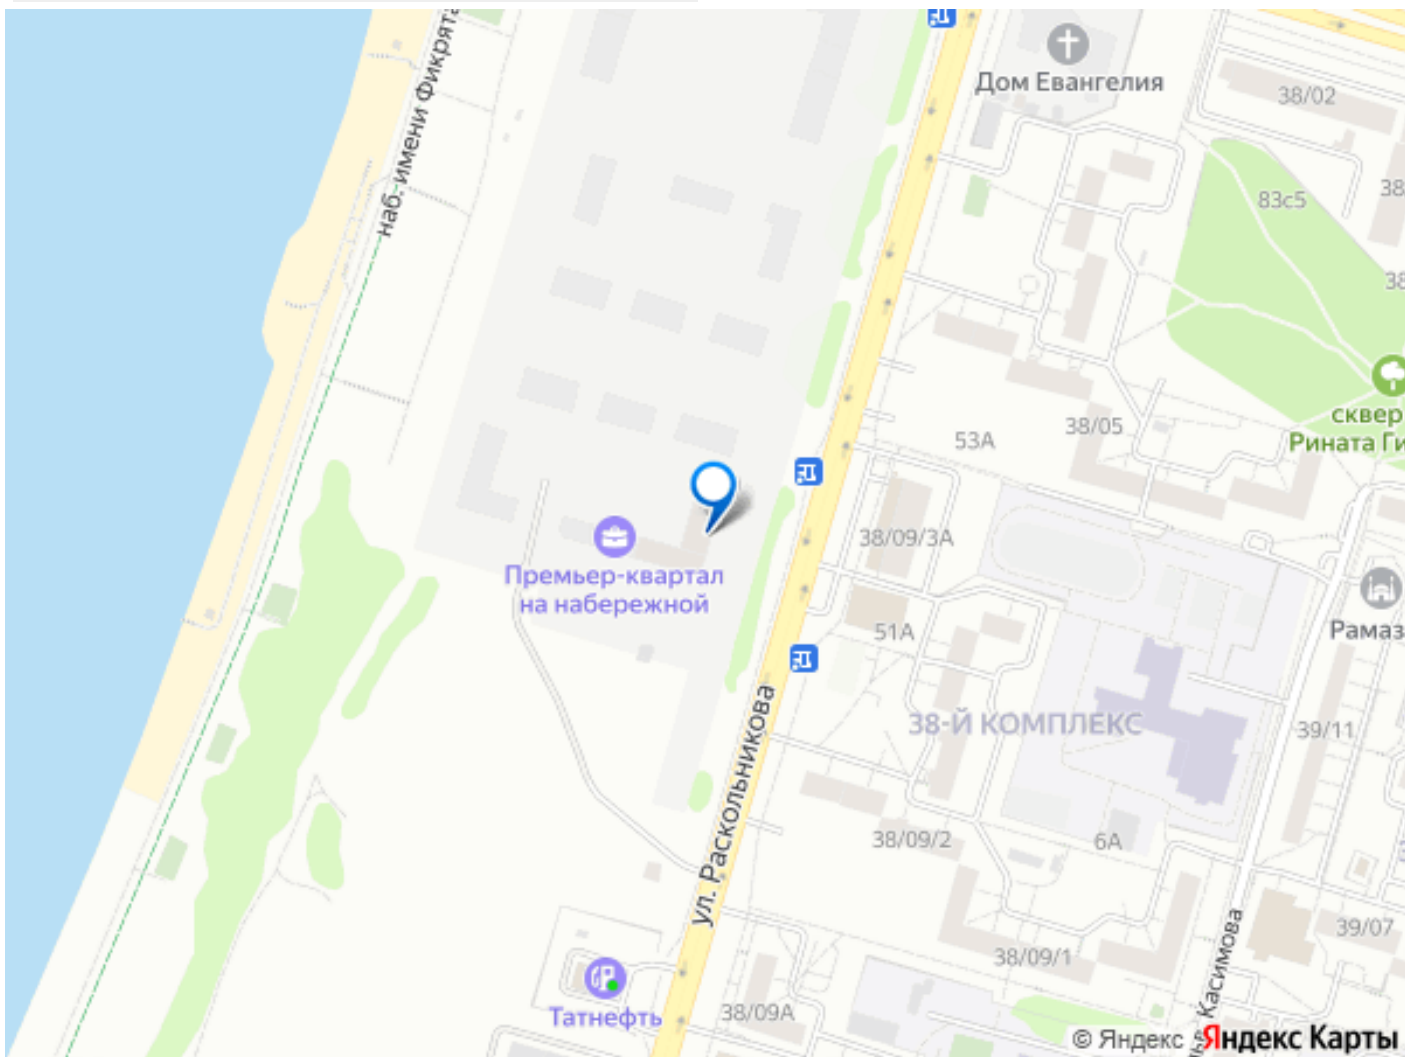 наб. имени Фикрят
Дом Евангелия
38/02
83с5
38
38
сквер
Рината Ги
38/05
53А
38/09/3А
Премьер-квартал
на набережной
51А
Рамаз
38-Й КОМПЛЕКС
39/11
ул. Раскольникова
38/09/2
6А
39/07
38/09/1
Касимова
Татнефть
38/09А
© Яндекс Яндекс Карты